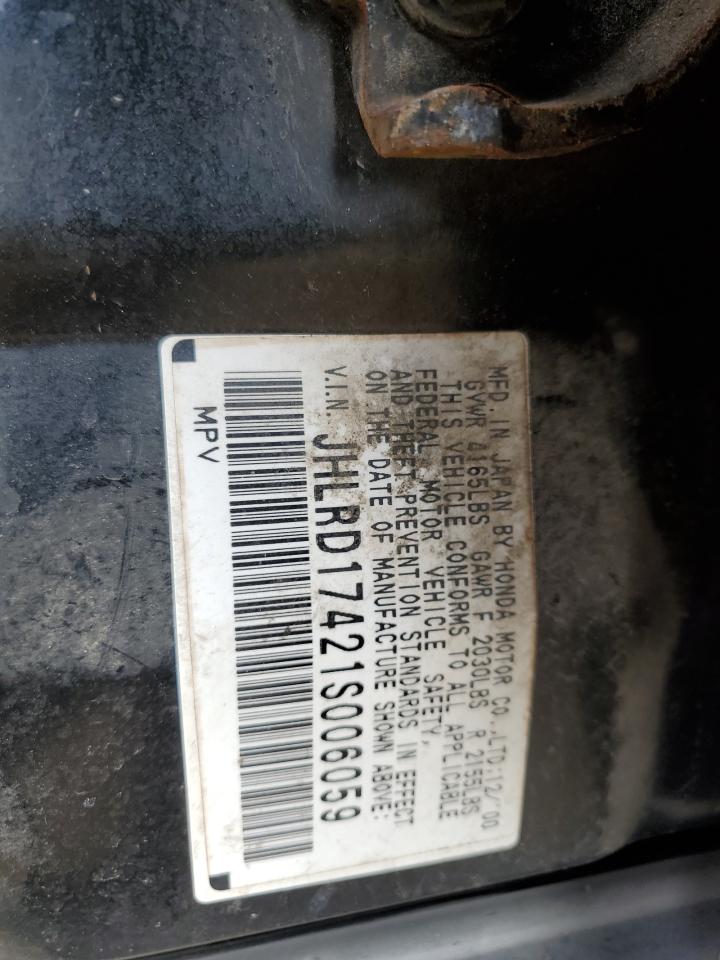 MFD. IN JAPAN BY HONDA MOTOR CO.,LTD:12/'00
GVWR 4165LBS GAWR F 2030LBS R 2155LBS
THIS VEHICLE CONFORMS TO ALL APPLICABLE
FEDERAL MOTOR VEHICLE SAFETY,
AND THEFT PREVENTION STANDARDS IN EFFECT
ON THE DATE OF MANUFACTURE SHOWN ABOVE:
V.I.N. JHLRD17421S006059
MPV